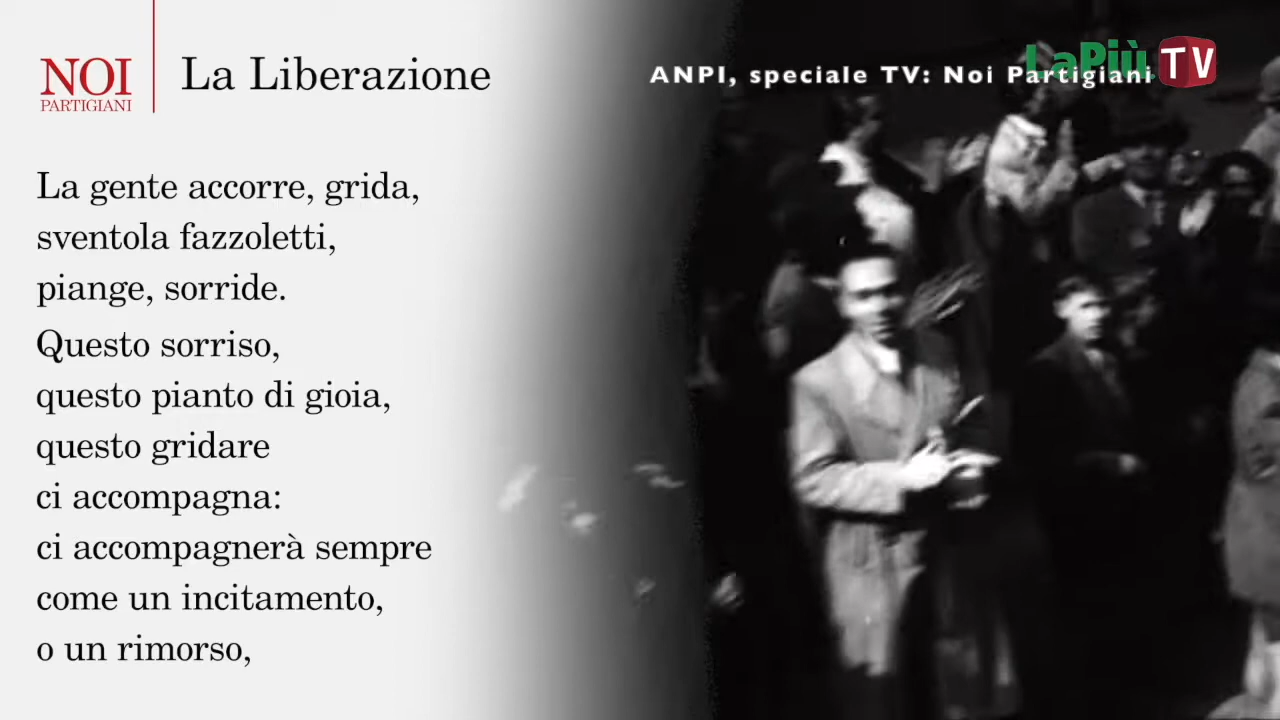 NOI
PARTIGIANI
La Liberazione
ANPI, speciale TV: Noi Partigiani
LaPiù TV
La gente accorre, grida,
sventola fazzoletti,
piange, sorride.
Questo sorriso,
questo pianto di gioia,
questo gridare
ci accompagna:
ci accompagnerà sempre
come un incitamento,
o un rimorso,